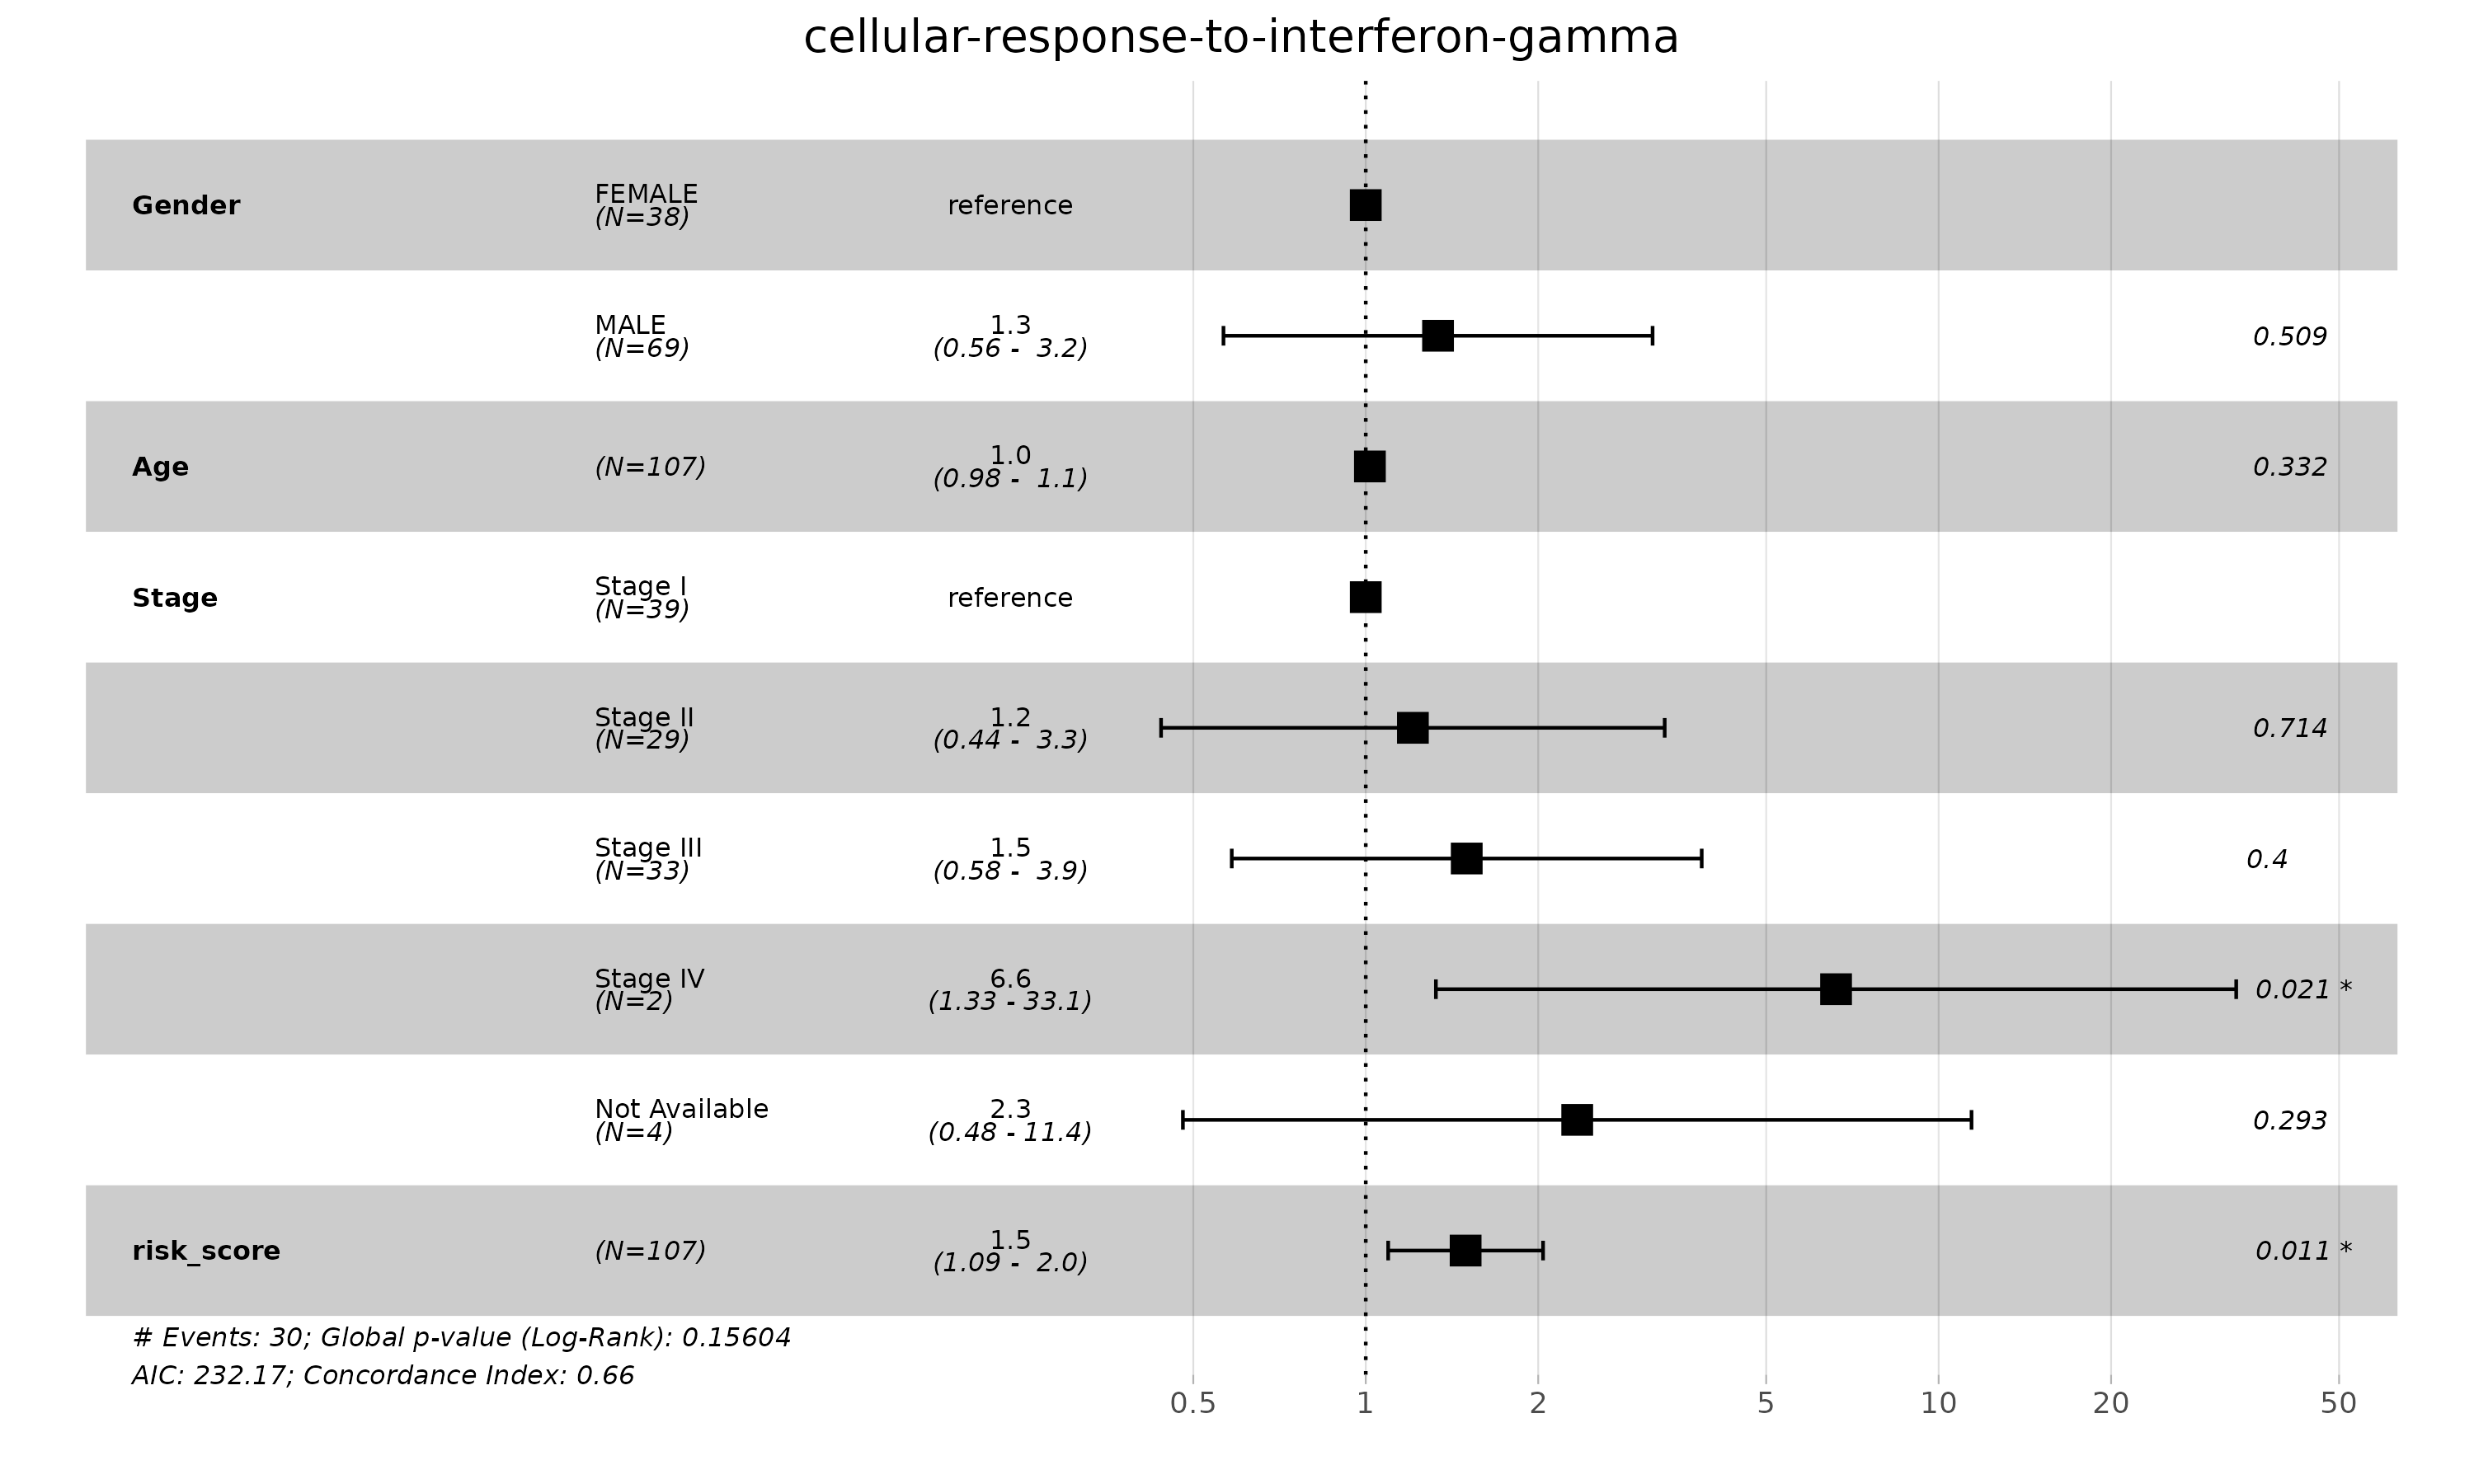 cellular-response-to-interferon-gamma
Gender
FEMALE
(N=38)
reference
MALE
(N=69)
1.3
(0.56 - 3.2)
0.509
Age
(N=107)
1.0
(0.98 - 1.1)
0.332
Stage
Stage I
(N=39)
reference
Stage II
(N=29)
1.2
(0.44 - 3.3)
0.714
Stage III
(N=33)
1.5
(0.58 - 3.9)
0.4
Stage IV
(N=2)
6.6
(1.33 - 33.1)
0.021 *
Not Available
(N=4)
2.3
(0.48 - 11.4)
0.293
risk_score
(N=107)
1.5
(1.09 - 2.0)
0.011 *
# Events: 30; Global p-value (Log-Rank): 0.15604
AIC: 232.17; Concordance Index: 0.66
0.5 1 2 5 10 20 50